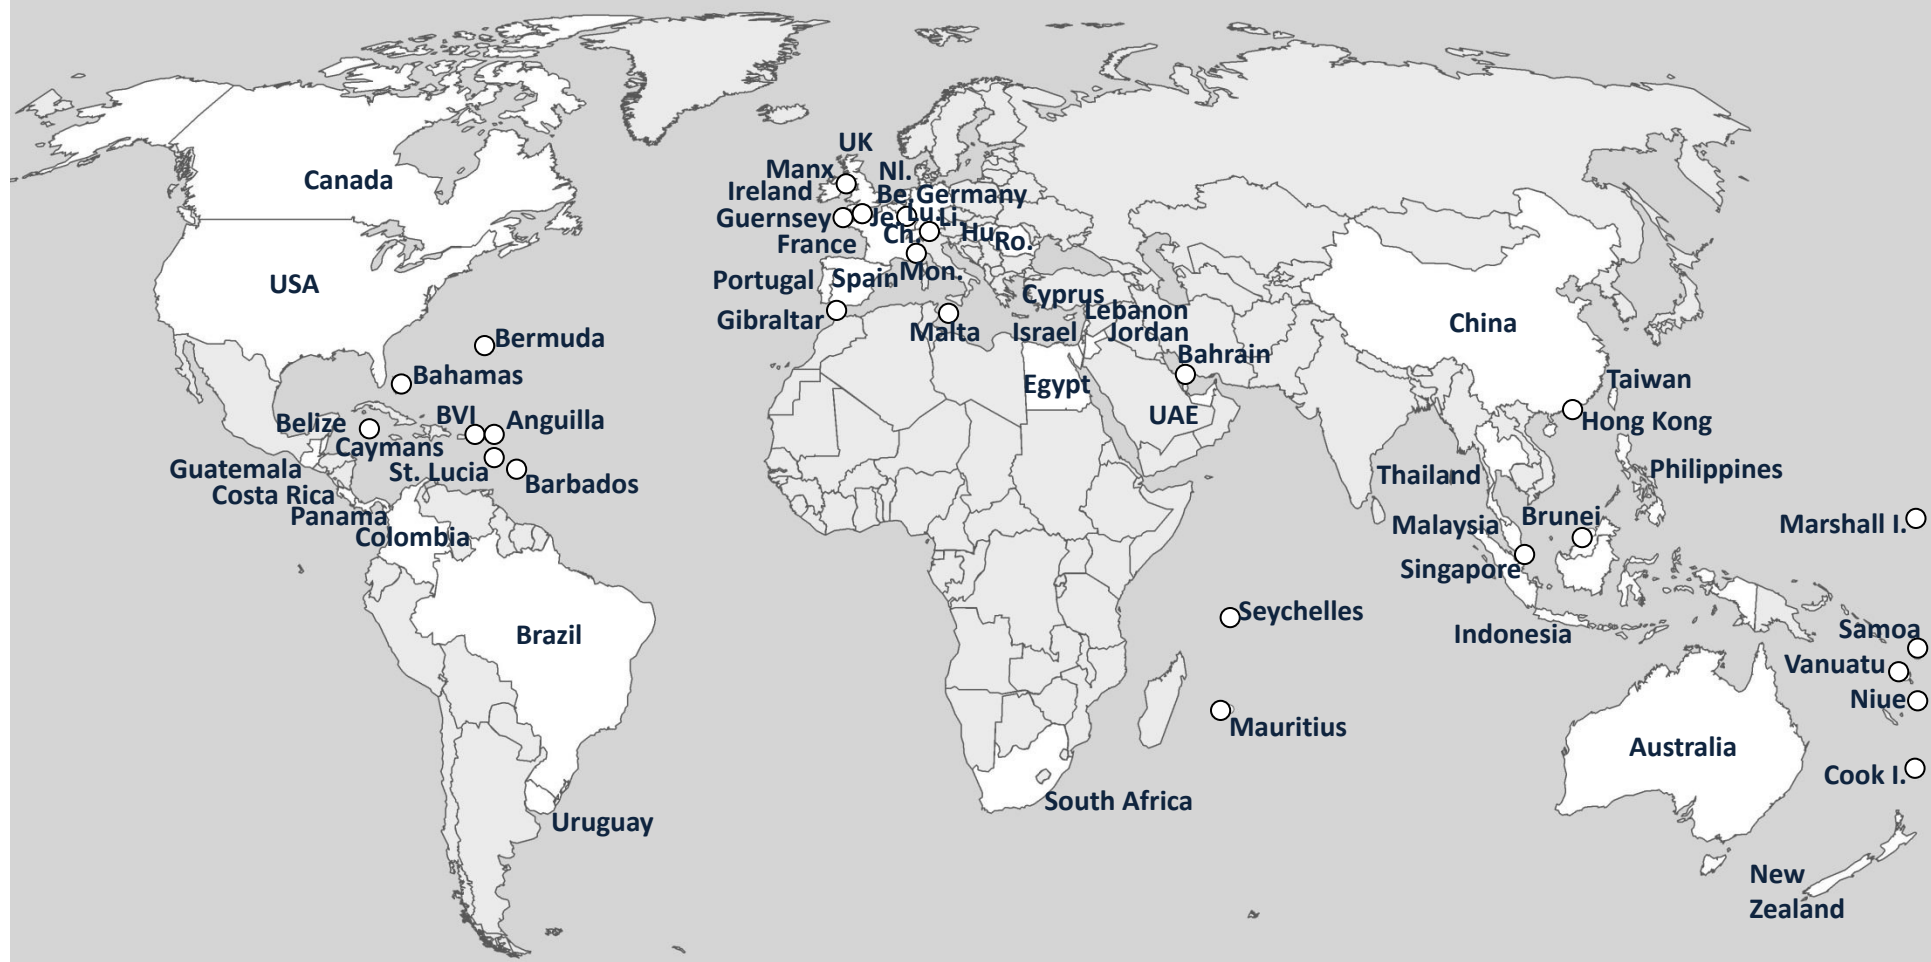 UK
Manx
Nl.
Canada
Ireland
Be.
Germany
Guernsey
Je.
Lu.
Li.
France
Ch.
Hu.
Ro.
Mon.
Portugal
Spain
USA
Cyprus
Gibraltar
Malta
Israel
Lebanon
Jordan
China
Bermuda
Bahrain
Bahamas
Egypt
Taiwan
UAE
Hong Kong
Belize
BVI
Anguilla
Caymans
Guatemala
St. Lucia
Barbados
Thailand
Philippines
Costa Rica
Panama
Colombia
Malaysia
Brunei
Marshall I.
Singapore
Brazil
Seychelles
Indonesia
Samoa
Vanuatu
Niue
Mauritius
Australia
Cook I.
South Africa
Uruguay
New
Zealand